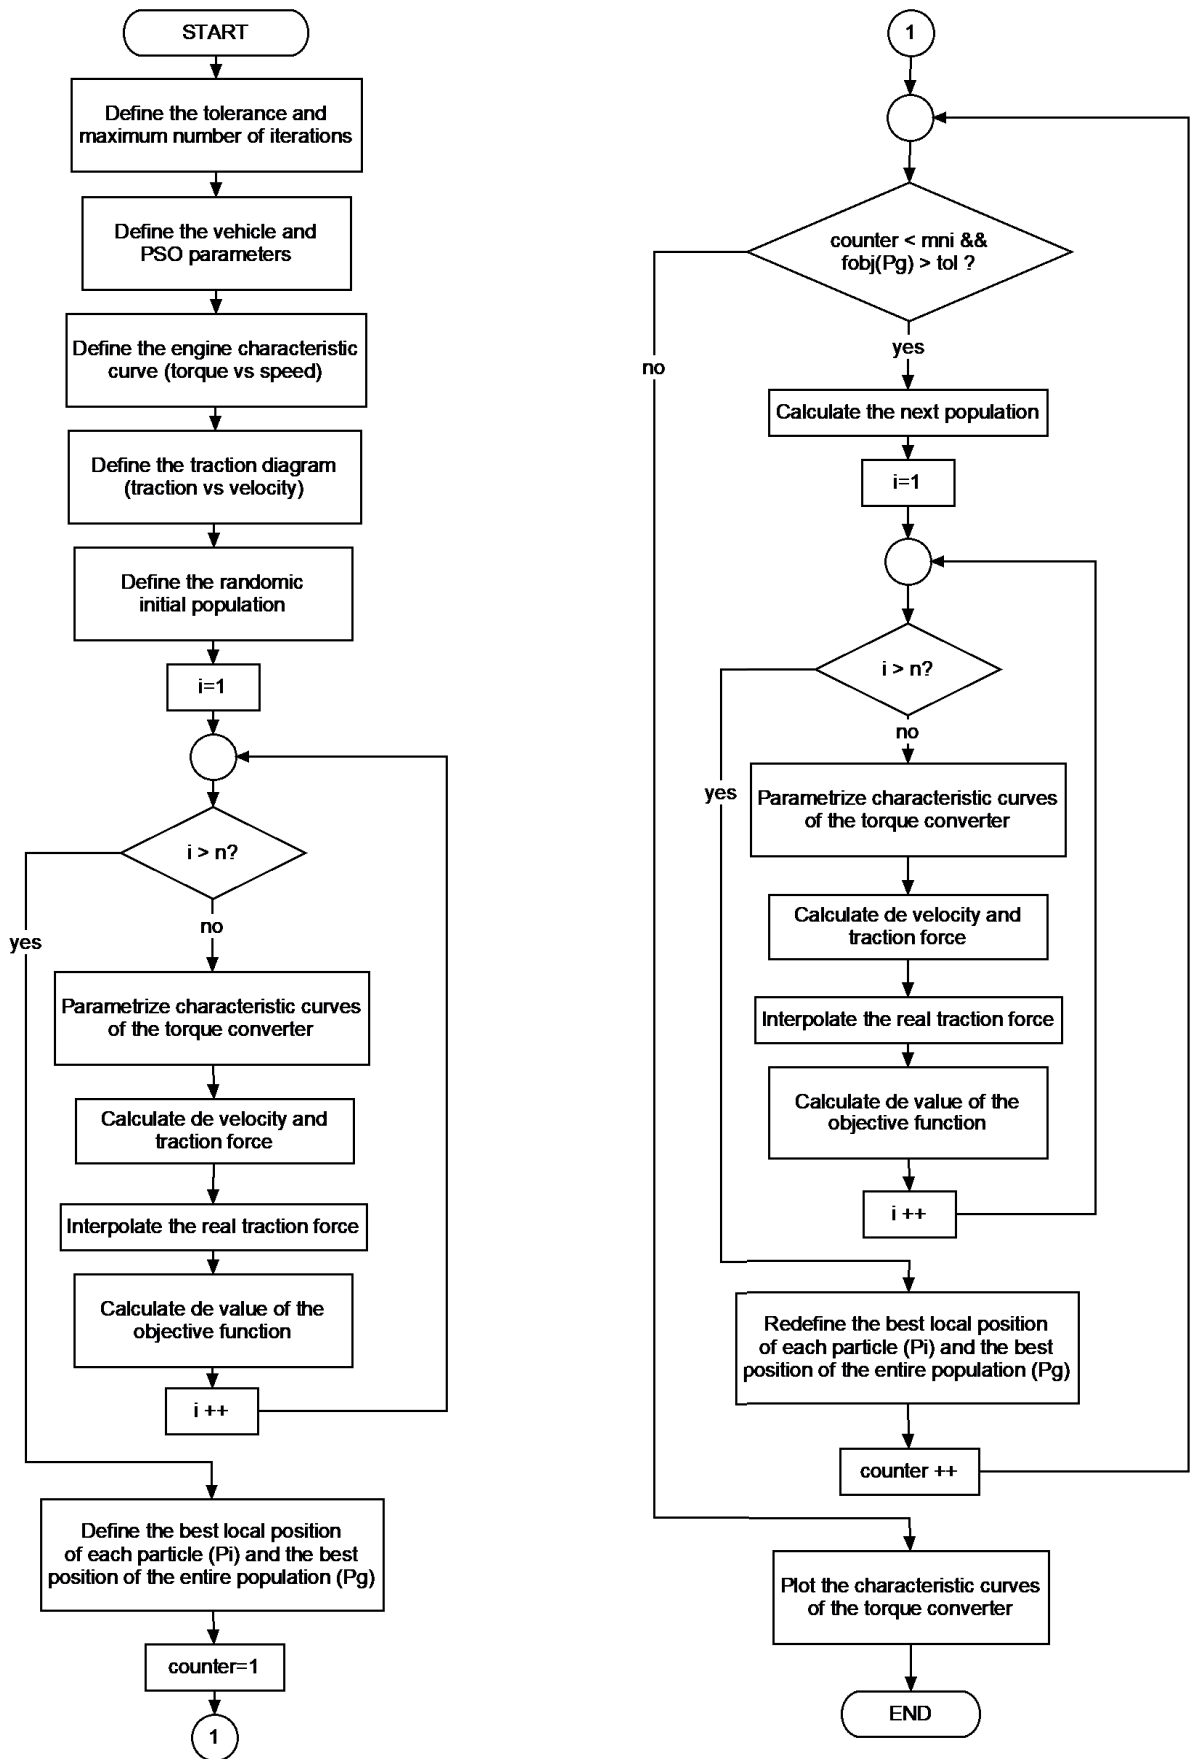 START
Define the tolerance and
maximum number of iterations
Define the vehicle and
PSO parameters
Define the engine characteristic
curve (torque vs speed)
Define the traction diagram
(traction vs velocity)
Define the randomic
initial population
i=1
i > n?
no
yes
Parametrize characteristic curves
of the torque converter
Calculate de velocity and
traction force
Interpolate the real traction force
Calculate de value of the
objective function
i ++
Define the best local position
of each particle (Pi) and the best
position of the entire population (Pg)
counter=1
1
1
counter < mni &&
fobj(Pg) > tol ?
yes
no
Calculate the next population
i=1
i > n?
no
yes
Parametrize characteristic curves
of the torque converter
Calculate de velocity and
traction force
Interpolate the real traction force
Calculate de value of the
objective function
i ++
Redefine the best local position
of each particle (Pi) and the best
position of the entire population (Pg)
counter ++
Plot the characteristic curves
of the torque converter
END